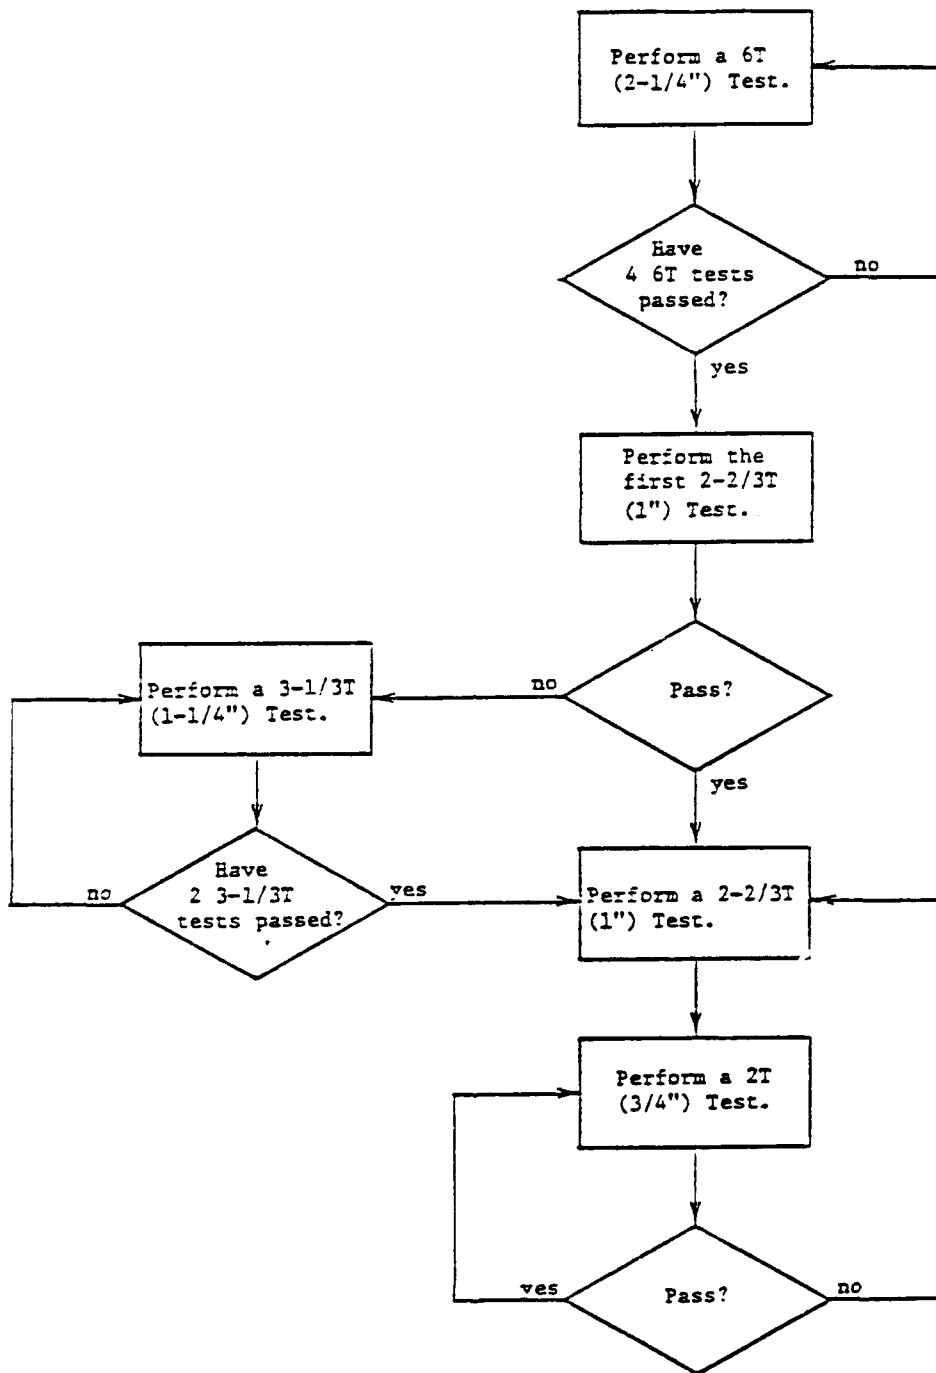 Perform a 6T
(2-1/4") Test.
Have
4 6T tests
passed?
no
yes
Perform the
first 2-2/3T
(1") Test.
Pass?
no
yes
Perform a 3-1/3T
(1-1/4") Test.
Have
2 3-1/3T
tests passed?
no
yes
Perform a 2-2/3T
(1") Test.
Perform a 2T
(3/4") Test.
Pass?
yes
no